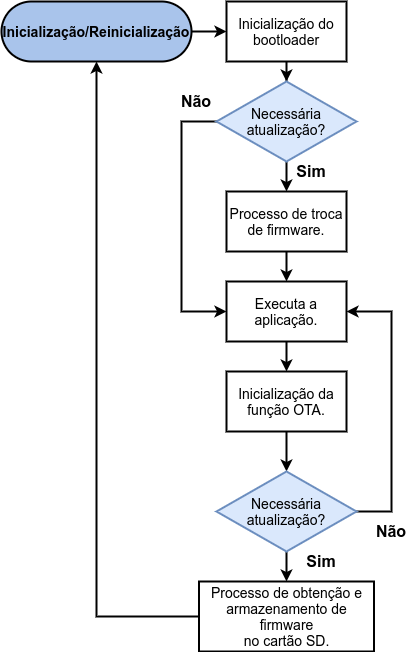 Inicialização/Reinicialização
Inicialização do
bootloader
Necessária
atualização?
Não
Sim
Processo de troca
de firmware.
Executa a
aplicação.
Inicialização da
função OTA.
Necessária
atualização?
Não
Sim
Processo de obtenção e
armazenamento de
firmware
no cartão SD.